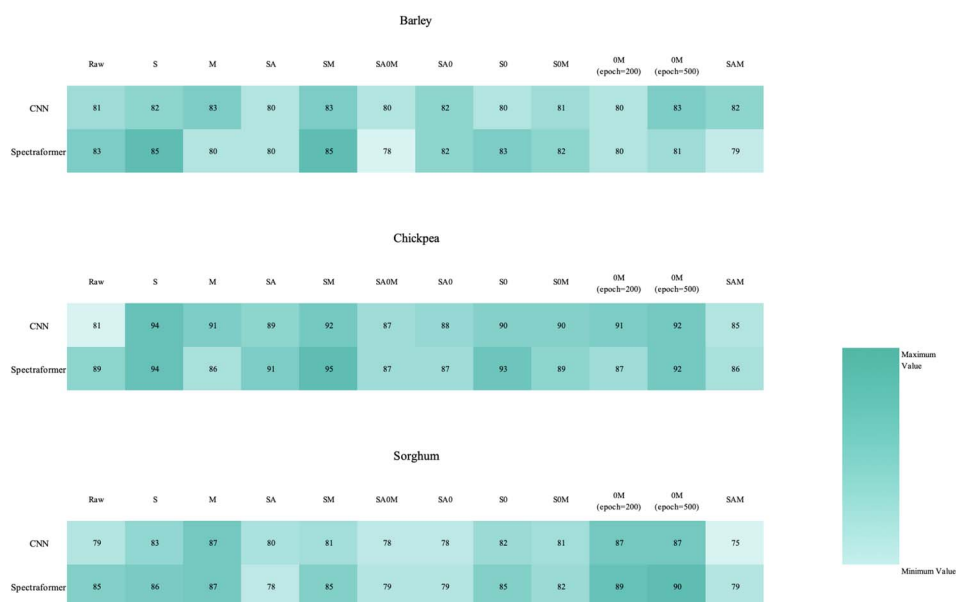 Barley
Raw S M SA SM SA0M SA0 S0 S0M 0M (epoch=200) 0M (epoch=500) SAM
CNN 81 82 83 80 83 80 82 80 81 80 83 82
Spectraformer 83 85 80 80 85 78 82 83 82 80 81 79
Chickpea
Raw S M SA SM SA0M SA0 S0 S0M 0M (epoch=200) 0M (epoch=500) SAM
CNN 81 94 91 89 92 87 88 90 90 91 92 85
Spectraformer 89 94 86 91 95 87 87 93 89 87 92 86
Maximum
Value
Minimum Value
Sorghum
Raw S M SA SM SA0M SA0 S0 S0M 0M (epoch=200) 0M (epoch=500) SAM
CNN 79 83 87 80 81 78 78 82 81 87 87 75
Spectraformer 85 86 87 78 85 79 79 85 82 89 90 79